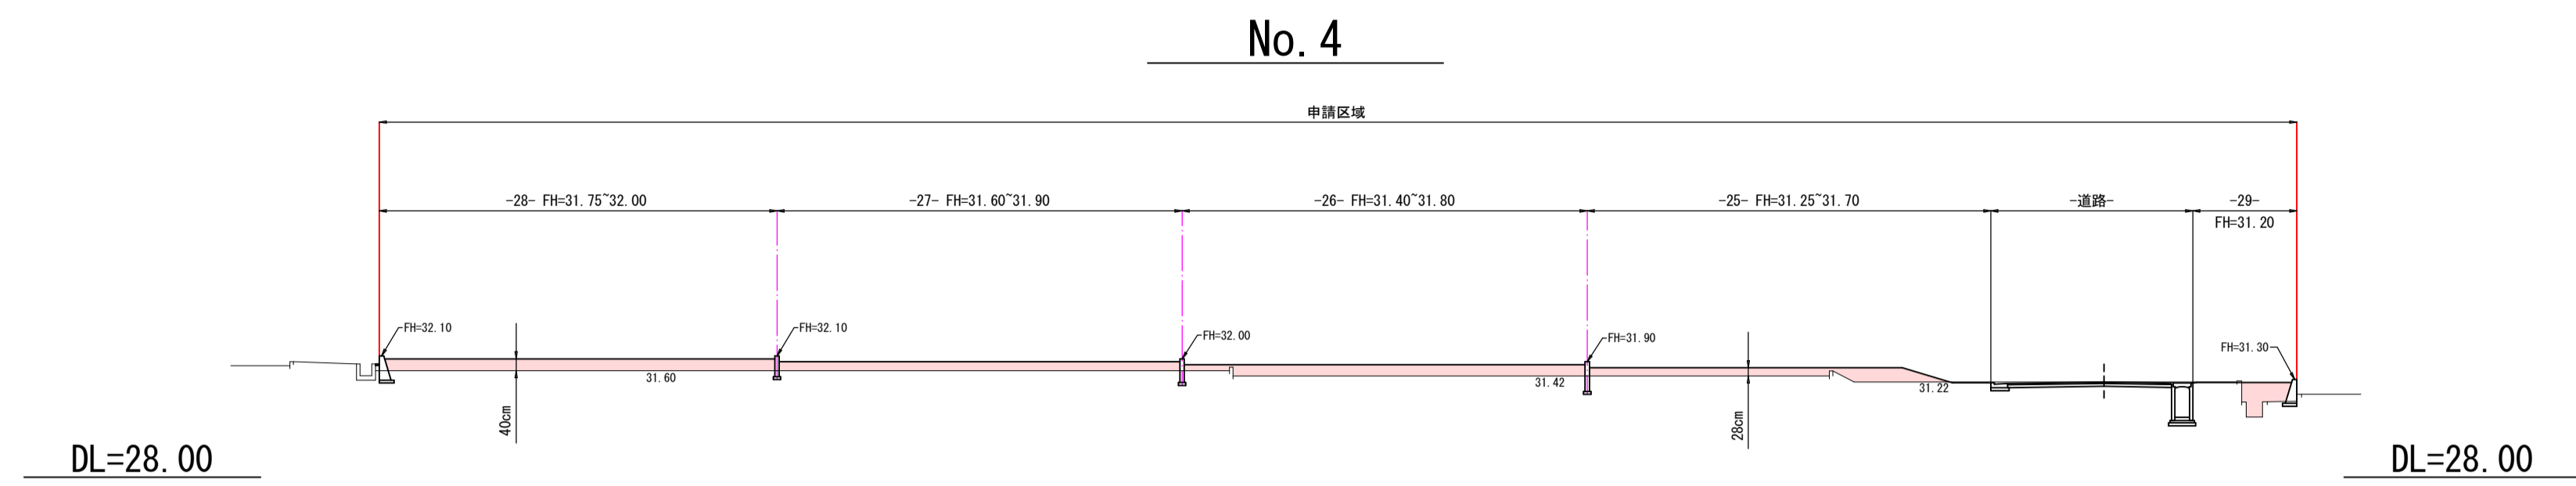 No.4
申請区域
-28- FH=31.75~32.00
-27- FH=31.60~31.90
-26- FH=31.40~31.80
-25- FH=31.25~31.70
-道路-
-29-
FH=31.20
FH=32.10
FH=32.10
FH=32.00
FH=31.90
FH=31.30
31.60
31.42
31.22
40cm
28cm
DL=28.00
DL=28.00